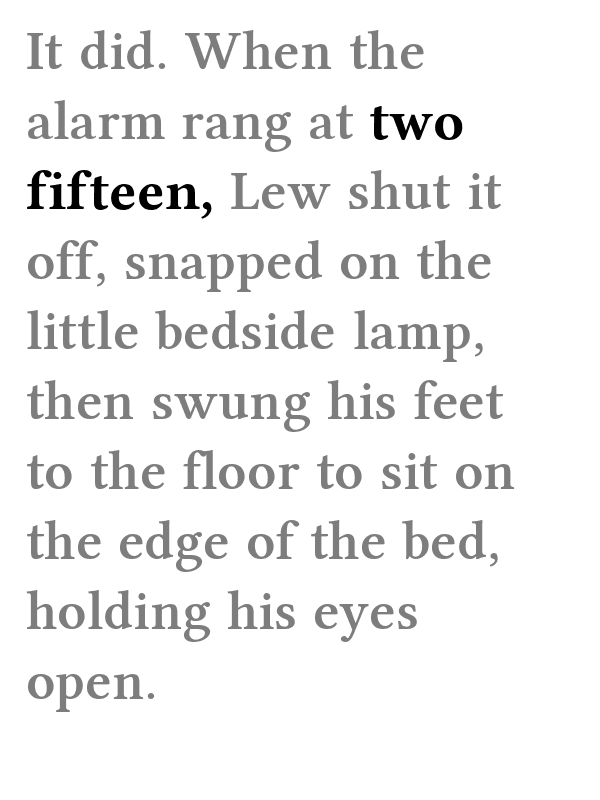 It did. When the
alarm rang at two
fifteen, Lew shut it
off, snapped on the
little bedside lamp,
then swung his feet
to the floor to sit on
the edge of the bed,
holding his eyes
open.